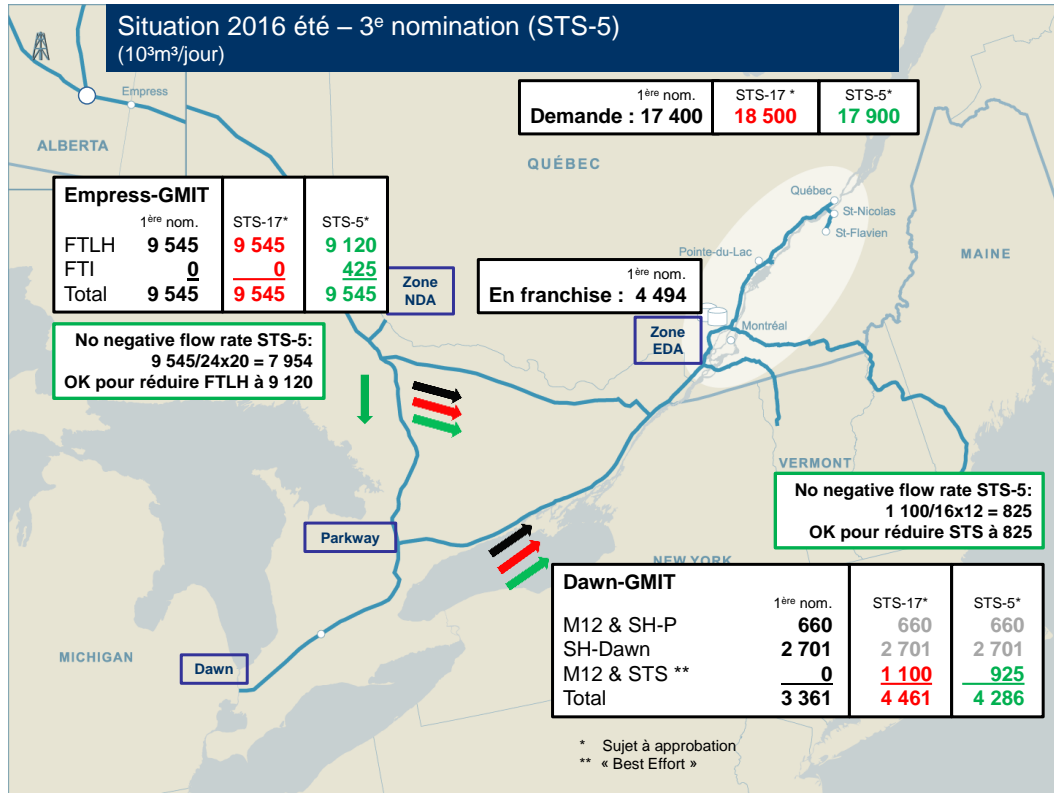 Situation 2016 été – 3e nomination (STS-5)
(10³m³/jour)
Empress
ALBERTA
1ère nom. STS-17 * STS-5*
Demande : 17 400 18 500 17 900
QUÉBEC
Empress-GMIT
1ère nom. STS-17* STS-5*
FTLH 9 545 9 545 9 120
FTI 0 0 425
Total 9 545 9 545 9 545
Zone
NDA
Québec
St-Nicolas
St-Flavien
Pointe-du-Lac
MAINE
1ère nom.
En franchise : 4 494
Zone
EDA
Montréal
No negative flow rate STS-5:
9 545/24x20 = 7 954
OK pour réduire FTLH à 9 120
VERMONT
No negative flow rate STS-5:
1 100/16x12 = 825
OK pour réduire STS à 825
Parkway
NEW YORK
Dawn-GMIT
1ère nom. STS-17* STS-5*
M12 & SH-P 660 660 660
SH-Dawn 2 701 2 701 2 701
M12 & STS ** 0 1 100 925
Total 3 361 4 461 4 286
MICHIGAN
Dawn
* Sujet à approbation
** « Best Effort »